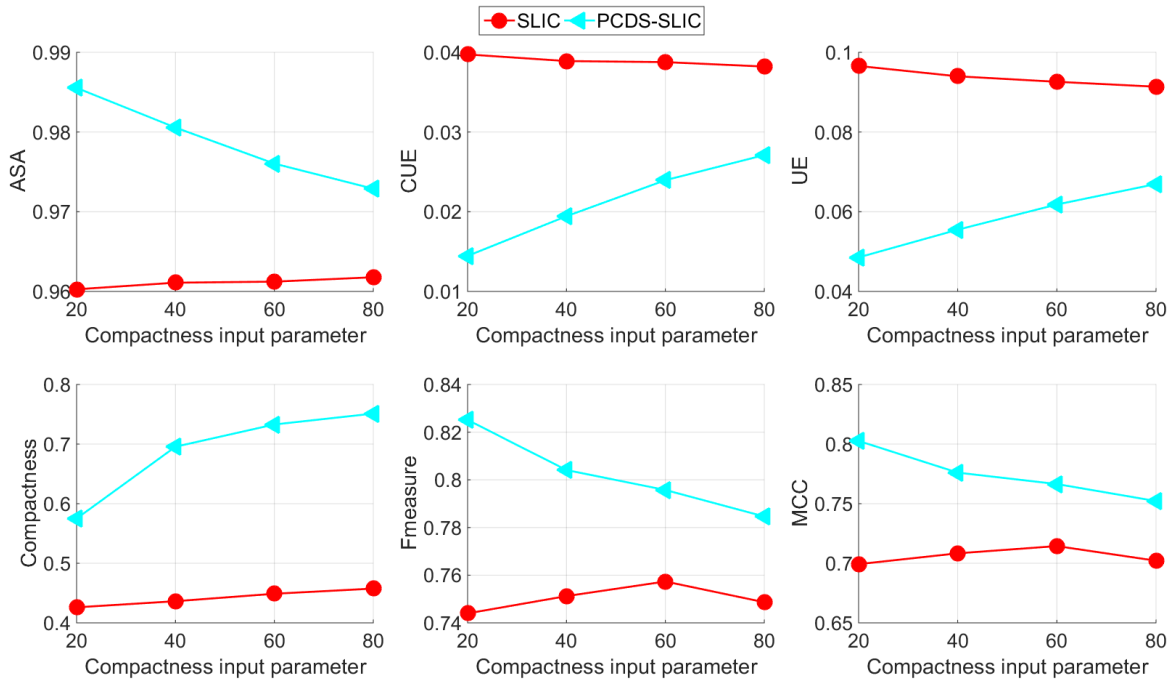 SLIC PCDS-SLIC
0.99
0.98
0.97
0.96
ASA
20 40 60 80
Compactness input parameter
0.04
0.03
0.02
0.01
CUE
20 40 60 80
Compactness input parameter
0.1
0.08
0.06
0.04
UE
20 40 60 80
Compactness input parameter
0.8
0.7
0.6
0.5
0.4
Compactness
20 40 60 80
Compactness input parameter
0.84
0.82
0.8
0.78
0.76
0.74
Fmeasure
20 40 60 80
Compactness input parameter
0.85
0.8
0.75
0.7
0.65
MCC
20 40 60 80
Compactness input parameter